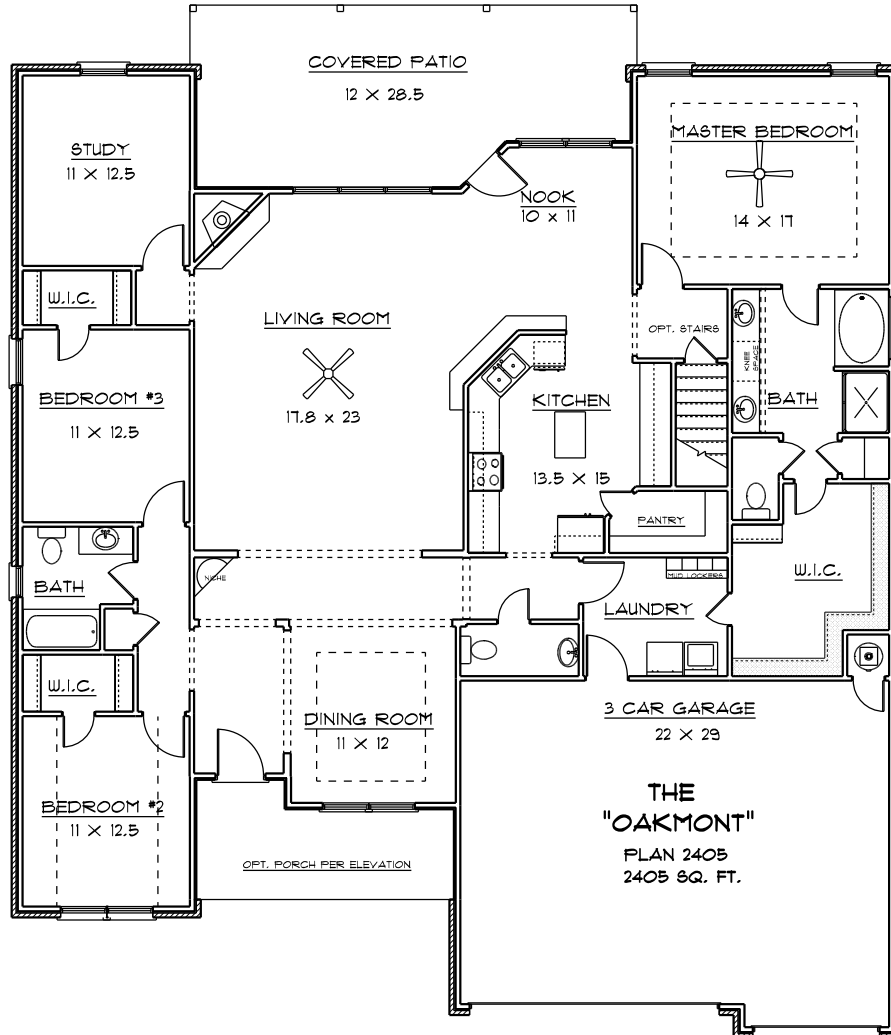 COVERED PATIO
12 X 28.5
STUDY
11 X 12.5
MASTER BEDROOM
14 X 17
NOOK
10 x 11
W.I.C.
LIVING ROOM
17.8 x 23
OPT. STAIRS
KNEE
SPACE
BATH
KITCHEN
13.5 X 15
BEDROOM #3
11 X 12.5
PANTRY
W.I.C.
BATH
NICHE
MUD LOCKERS
LAUNDRY
W.I.C.
DINING ROOM
11 X 12
3 CAR GARAGE
22 X 29
BEDROOM #2
11 X 12.5
THE
"OAKMONT"
PLAN 2405
2405 SQ. FT.
OPT. PORCH PER ELEVATION